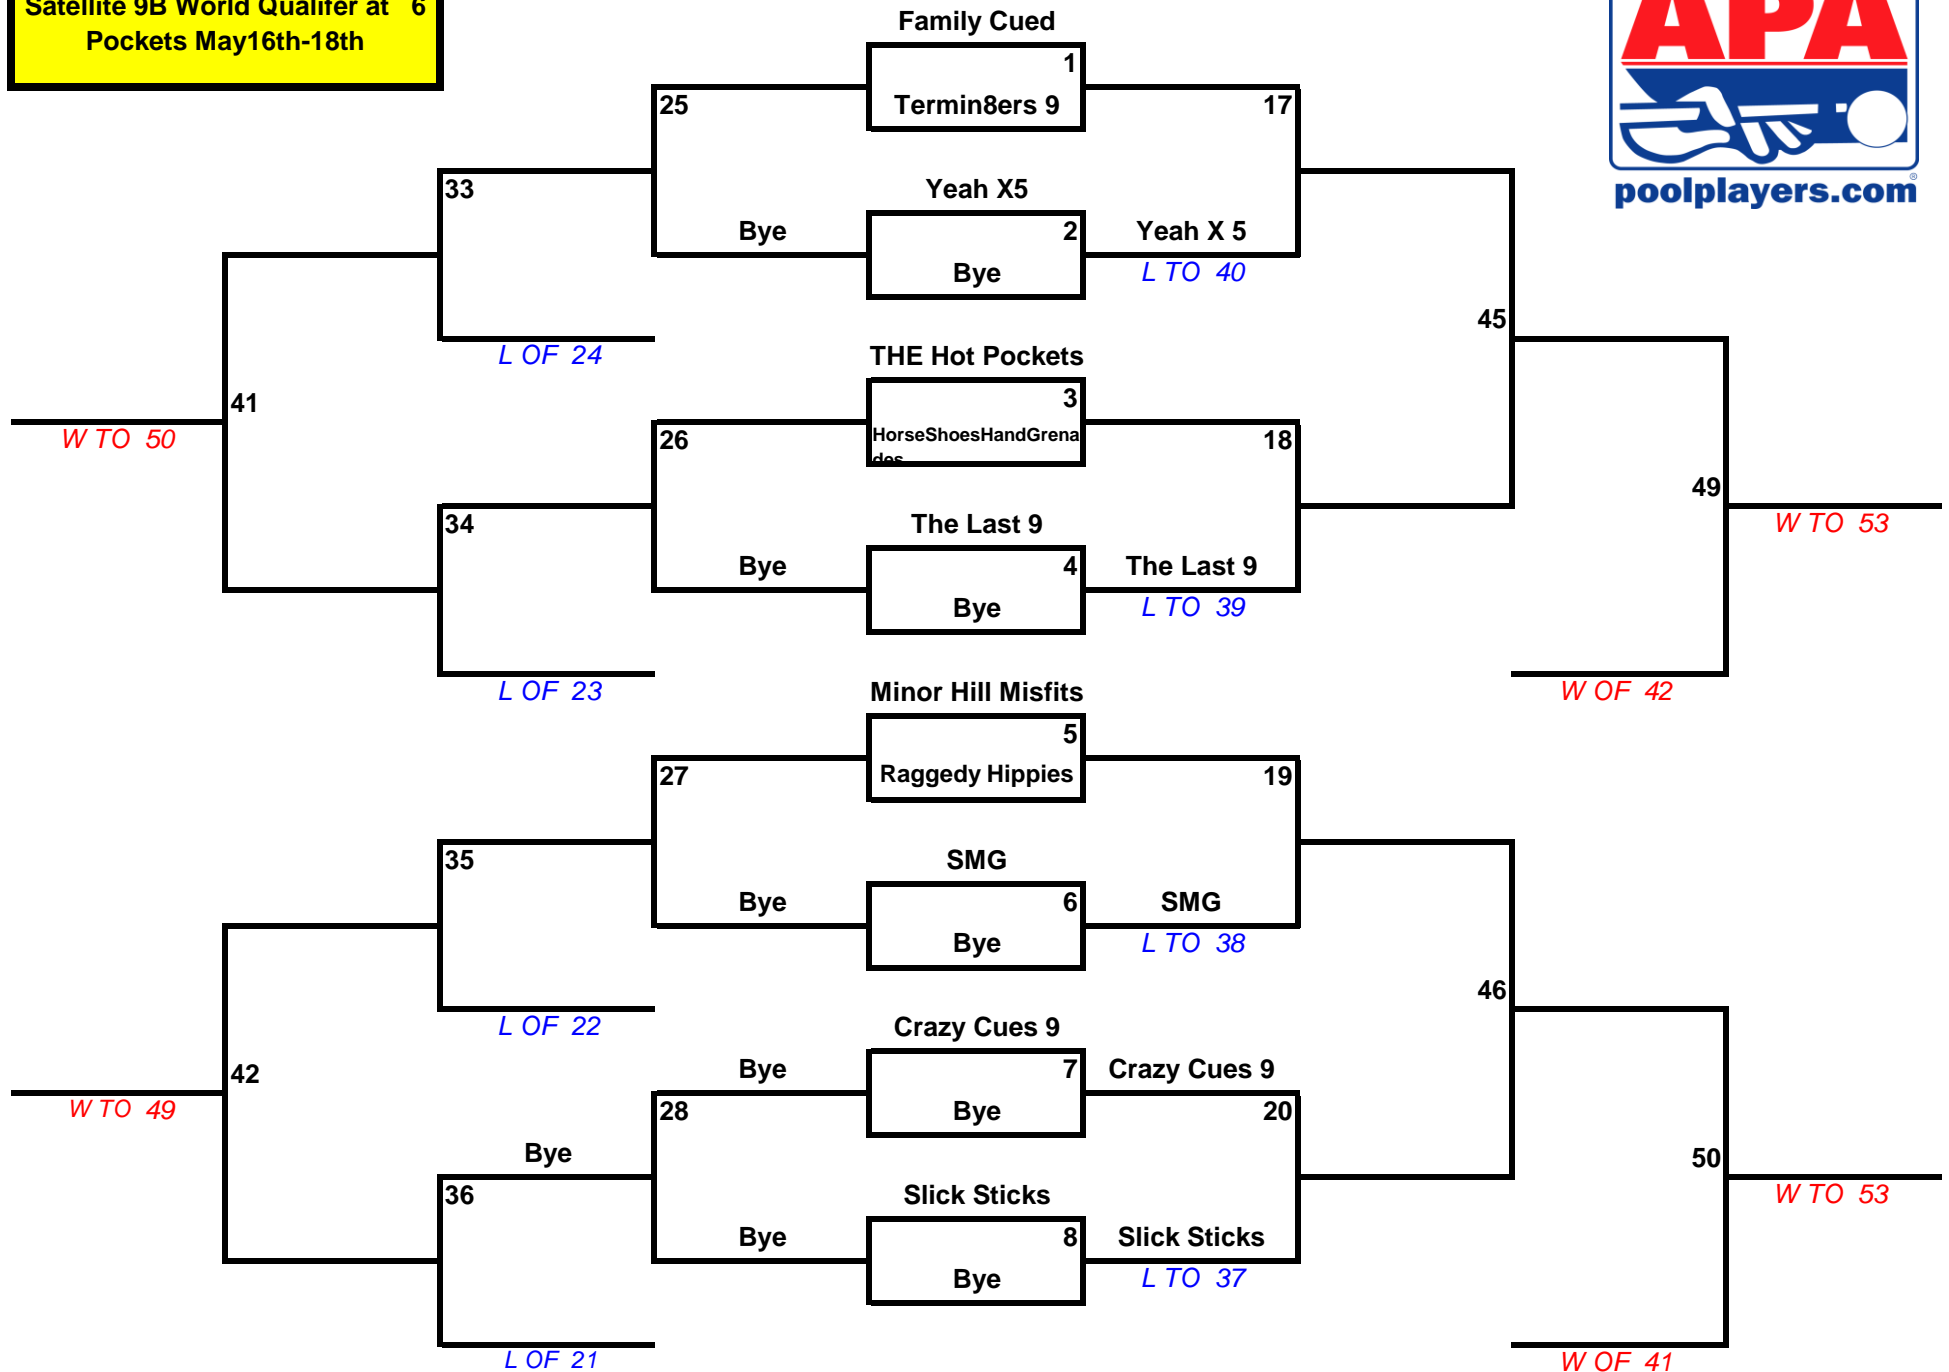 Satellite 9B World Qualifer at 6
Pockets May16th-18th
APA
poolplayers.com
®
Family Cued
1
Termin8ers 9
25
17
33
Yeah X5
Bye
2
Yeah X 5
Bye
L TO 40
45
L OF 24
THE Hot Pockets
41
3
W TO 50
26
HorseShoesHandGrena
des
18
49
34
The Last 9
W TO 53
Bye
4
The Last 9
Bye
L TO 39
L OF 23
Minor Hill Misfits
W OF 42
5
27
Raggedy Hippies
19
35
SMG
Bye
6
SMG
Bye
L TO 38
46
L OF 22
Crazy Cues 9
42
Bye
7
Crazy Cues 9
W TO 49
28
Bye
20
Bye
50
36
Slick Sticks
W TO 53
Bye
8
Slick Sticks
Bye
L TO 37
L OF 21
W OF 41